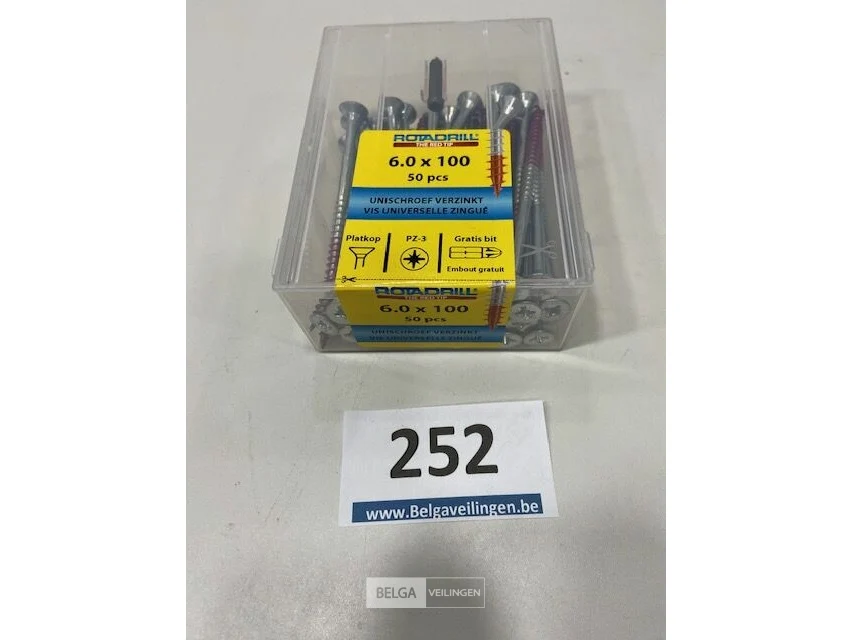 ROTADRILL
THE RED TIP
6.0 x 100
50 pcs
UNISCHROEF VERZINKT
VIS UNIVERSELLE ZINGUÉ
Platkop PZ-3 Gratis bit
Embout gratuit
ROTADRILL
THE RED TIP
6.0 x 100
50 pcs
UNISCHROEF VERZINKT
VIS UNIVERSELLE ZINGUÉ
252
www.Belgaveilingen.be
BELGA VEILINGEN